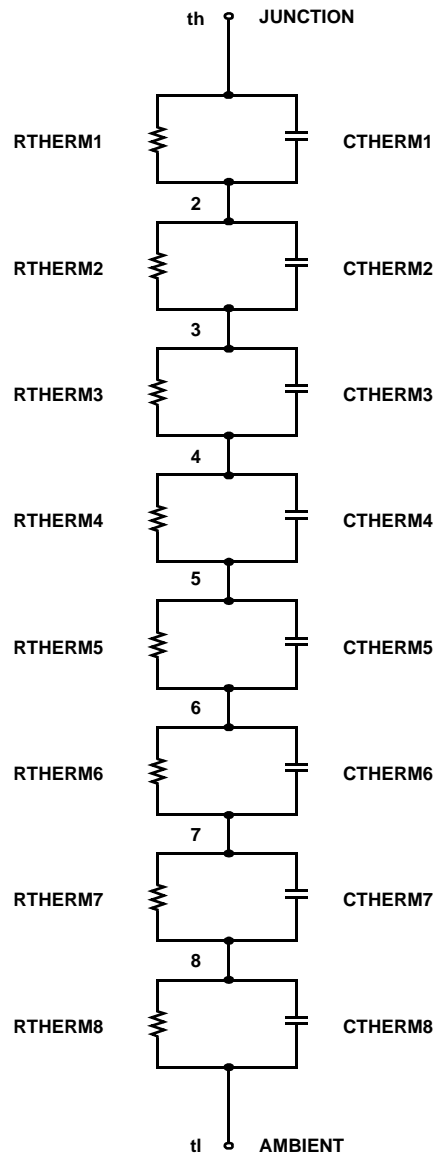 th JUNCTION
RTHERM1 CTHERM1
2
RTHERM2 CTHERM2
3
RTHERM3 CTHERM3
4
RTHERM4 CTHERM4
5
RTHERM5 CTHERM5
6
RTHERM6 CTHERM6
7
RTHERM7 CTHERM7
8
RTHERM8 CTHERM8
tl AMBIENT